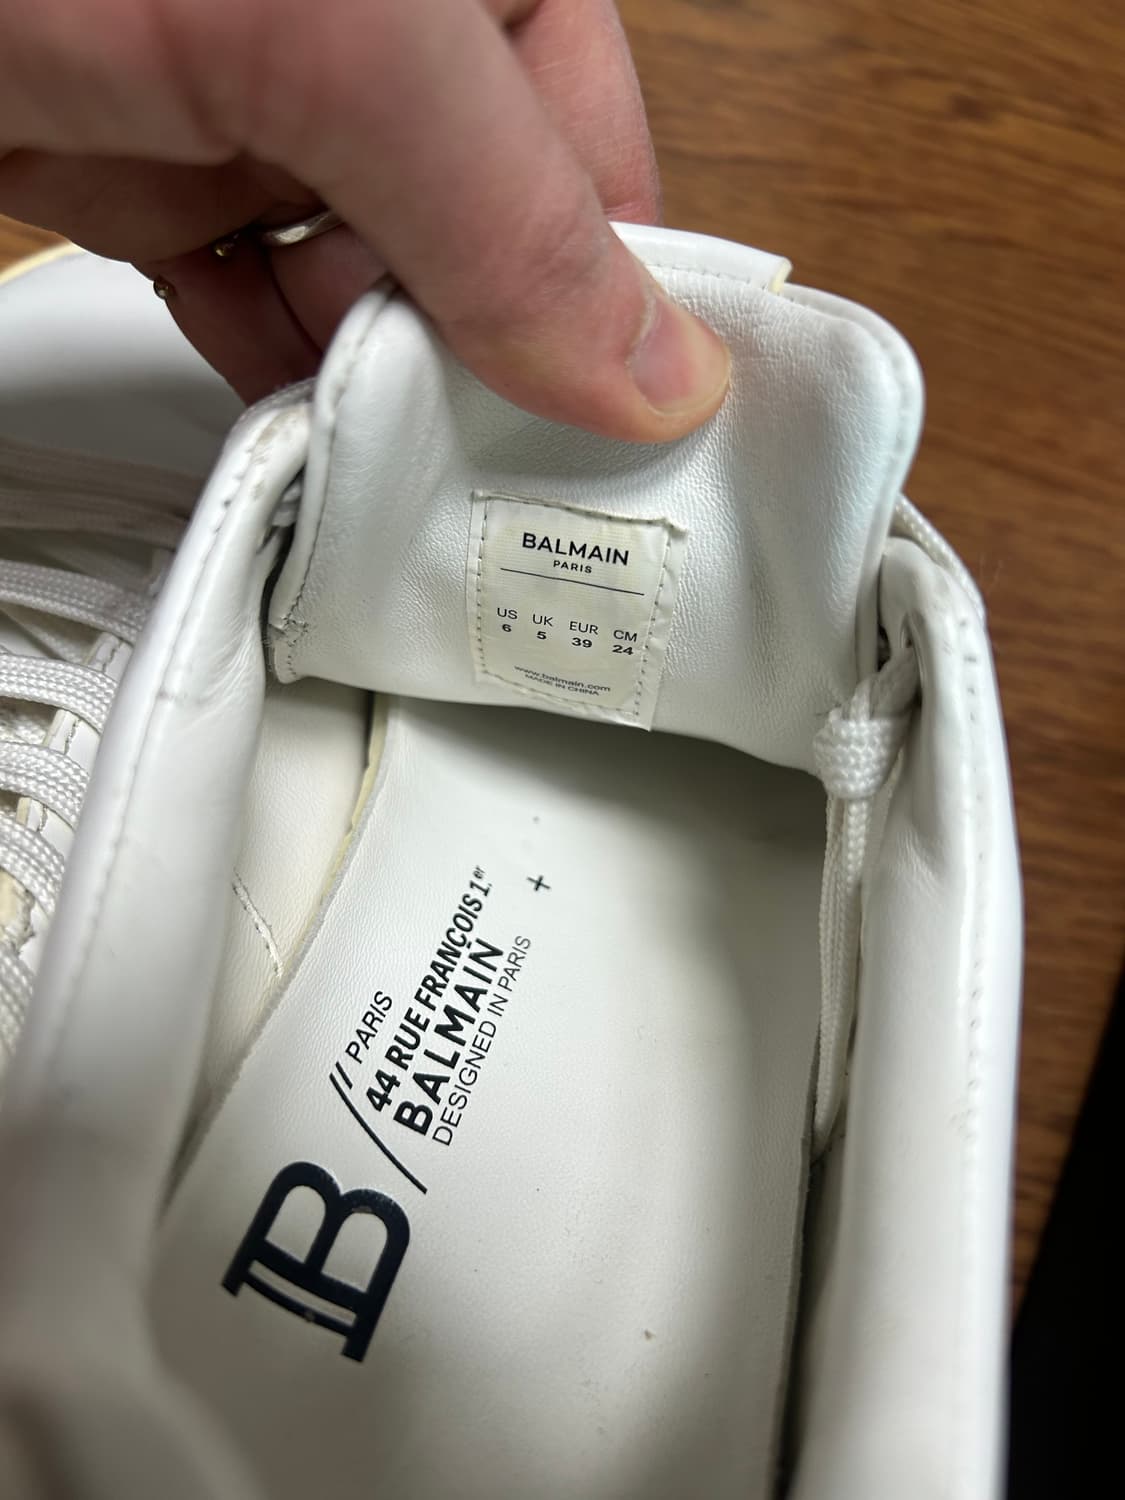 BALMAIN
PARIS
US UK EUR CM
6 5 39 24
www.balmain.com
MADE IN CHINA
// PARIS
44 RUE FRANÇOIS 1er
BALMAIN
DESIGNED IN PARIS
+
B